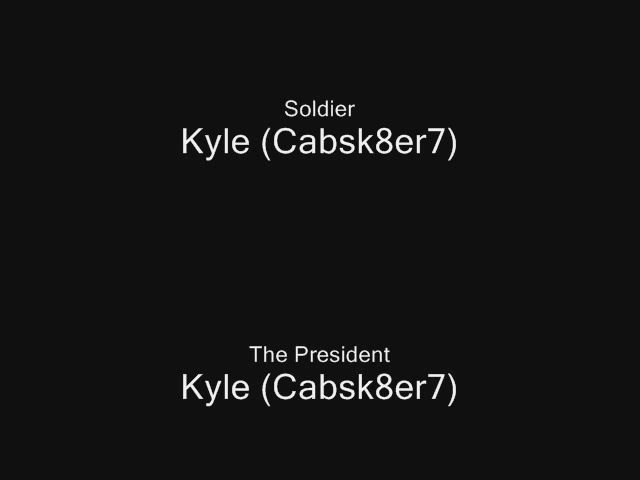 Soldier
Kyle (Cabsk8er7)
The President
Kyle (Cabsk8er7)